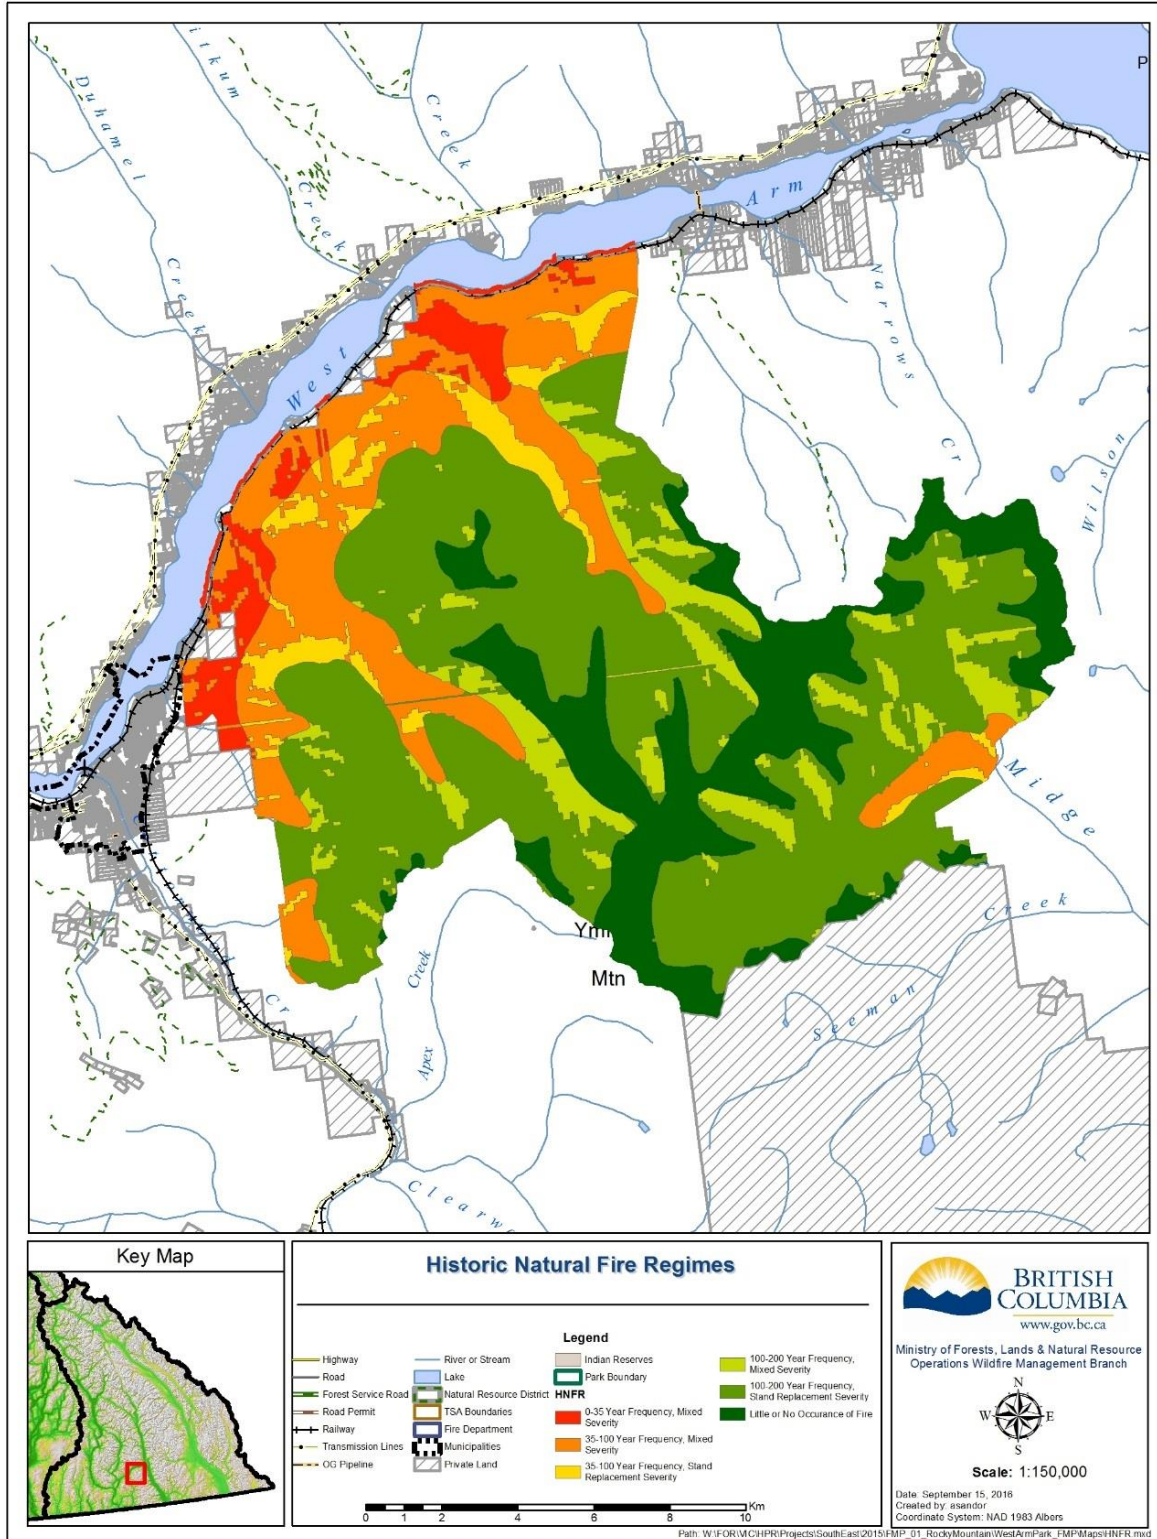 P
Duhamel
Creek
itkum
Creek
Creek
West
Arm
Narrows
Cr
Wilson
Midge
Creek
Seeman
Ym
Mtn
Apex
Creek
Cr
Clearw
Key Map
Historic Natural Fire Regimes
Legend
Highway
Road
Forest Service Road
Road Permit
Railway
Transmission Lines
OG Pipeline
River or Stream
Lake
Natural Resource District
TSA Boundaries
Fire Department
Municipalities
Private Land
Indian Reserves
Park Boundary
HNFR
0-35 Year Frequency, Mixed
Severity
35-100 Year Frequency, Mixed
Severity
35-100 Year Frequency, Stand
Replacement Severity
100-200 Year Frequency,
Mixed Severity
100-200 Year Frequency,
Stand Replacement Severity
Little or No Occurance of Fire
Km
0 1 2 4 6 8 10
BRITISH
COLUMBIA
www.gov.bc.ca
Ministry of Forests, Lands & Natural Resource
Operations Wildfire Management Branch
N
W E
S
Scale: 1:150,000
Date: September 15, 2016
Created by: asandor
Coordinate System: NAD 1983 Albers
Path: W:\FOR\VIC\HPR\Projects\SouthEast\2015\FMP_01_RockyMountain\WestArmPark_FMP\Maps\HNFR.mxd